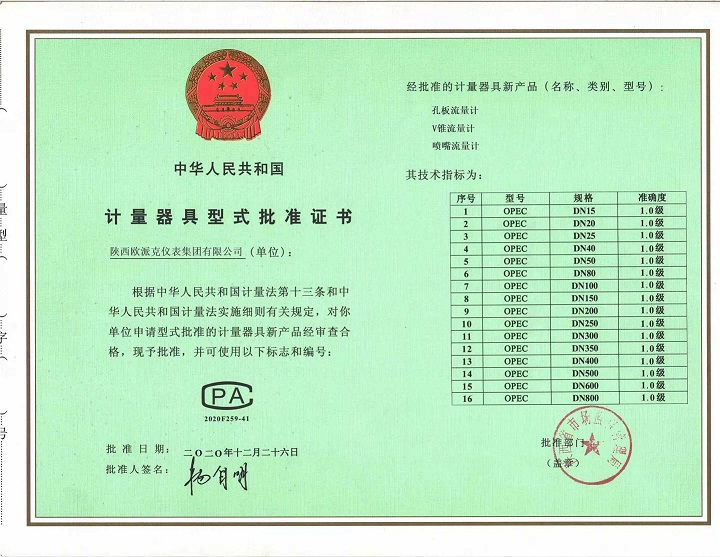 中华人民共和国
计量器具型式批准证书
陕西欧派克仪表集团有限公司(单位):
根据中华人民共和国计量法第十三条和中
华人民共和国计量法实施细则有关规定,对你
单位申请型式批准的计量器具新产品经审查合
格,现予批准,并可使用以下标志和编号:
CPA
2020F259-41
批准日期: 二〇二〇年十二月二十六日
批准人签名:
经批准的计量器具新产品(名称、类别、型号):
孔板流量计
V锥流量计
喷嘴流量计
其技术指标为:
序号 型号 规格 准确度
1 OPEC DN15 1.0级
2 OPEC DN20 1.0级
3 OPEC DN25 1.0级
4 OPEC DN40 1.0级
5 OPEC DN50 1.0级
6 OPEC DN80 1.0级
7 OPEC DN100 1.0级
8 OPEC DN150 1.0级
9 OPEC DN200 1.0级
10 OPEC DN250 1.0级
11 OPEC DN300 1.0级
12 OPEC DN350 1.0级
13 OPEC DN400 1.0级
14 OPEC DN500 1.0级
15 OPEC DN600 1.0级
16 OPEC DN800 1.0级
批准部门
(盖章)
量
型
字
号